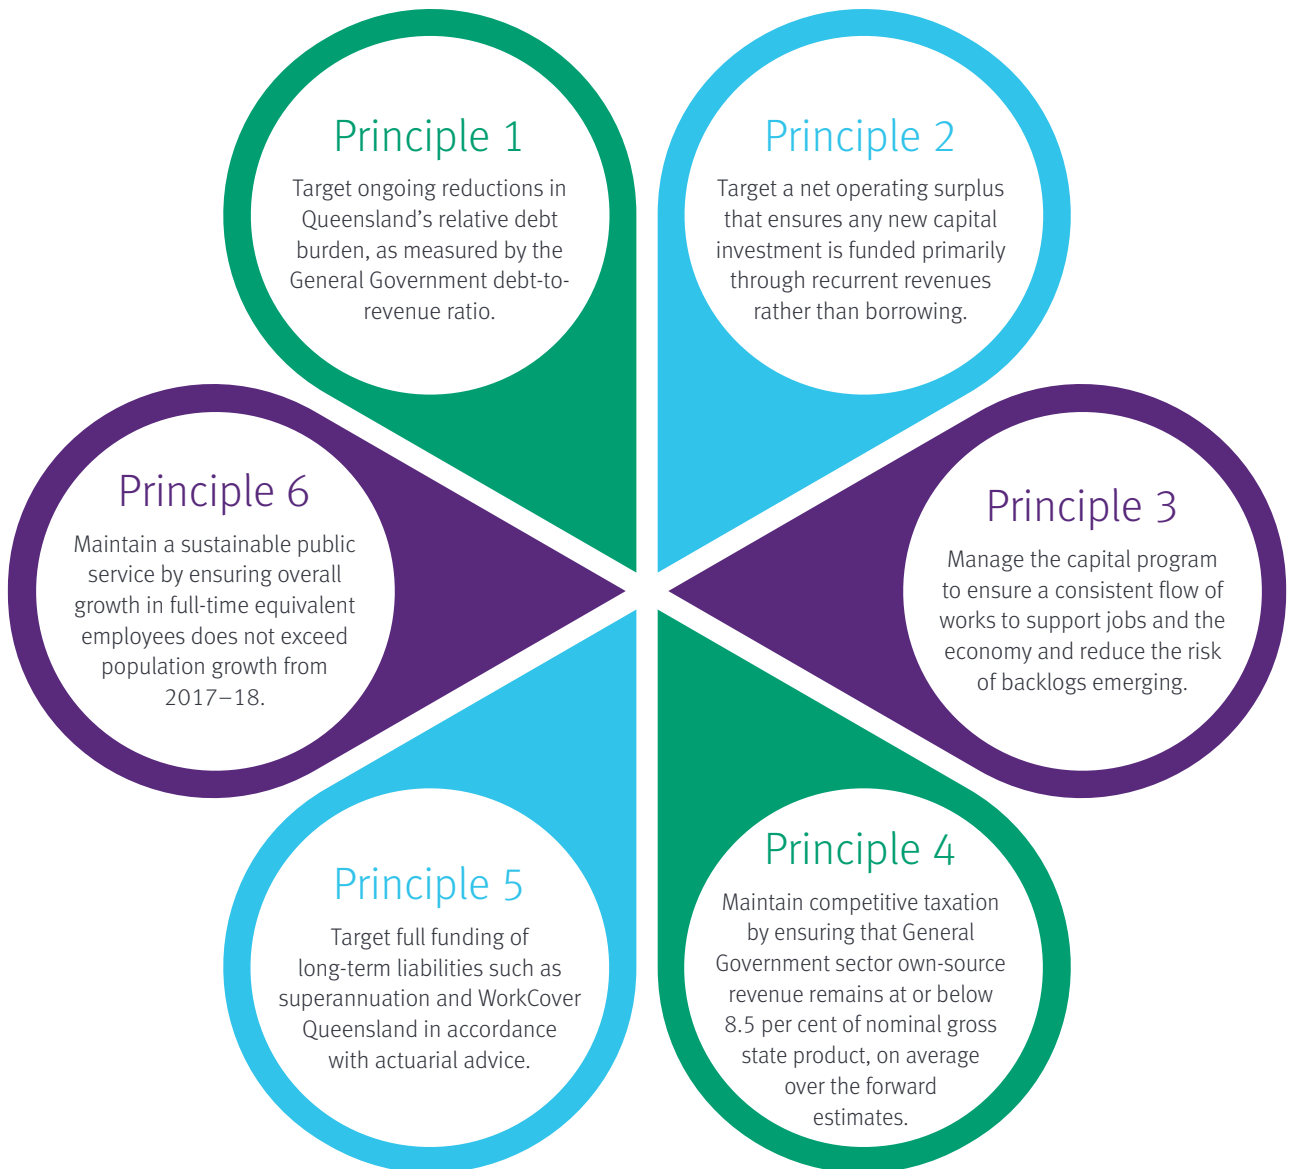 Principle 1
Target ongoing reductions in
Queensland’s relative debt
burden, as measured by the
General Government debt-to-
revenue ratio.
Principle 2
Target a net operating surplus
that ensures any new capital
investment is funded primarily
through recurrent revenues
rather than borrowing.
Principle 3
Manage the capital program
to ensure a consistent flow of
works to support jobs and the
economy and reduce the risk
of backlogs emerging.
Principle 4
Maintain competitive taxation
by ensuring that General
Government sector own-source
revenue remains at or below
8.5 per cent of nominal gross
state product, on average
over the forward
estimates.
Principle 5
Target full funding of
long-term liabilities such as
superannuation and WorkCover
Queensland in accordance
with actuarial advice.
Principle 6
Maintain a sustainable public
service by ensuring overall
growth in full-time equivalent
employees does not exceed
population growth from
2017–18.